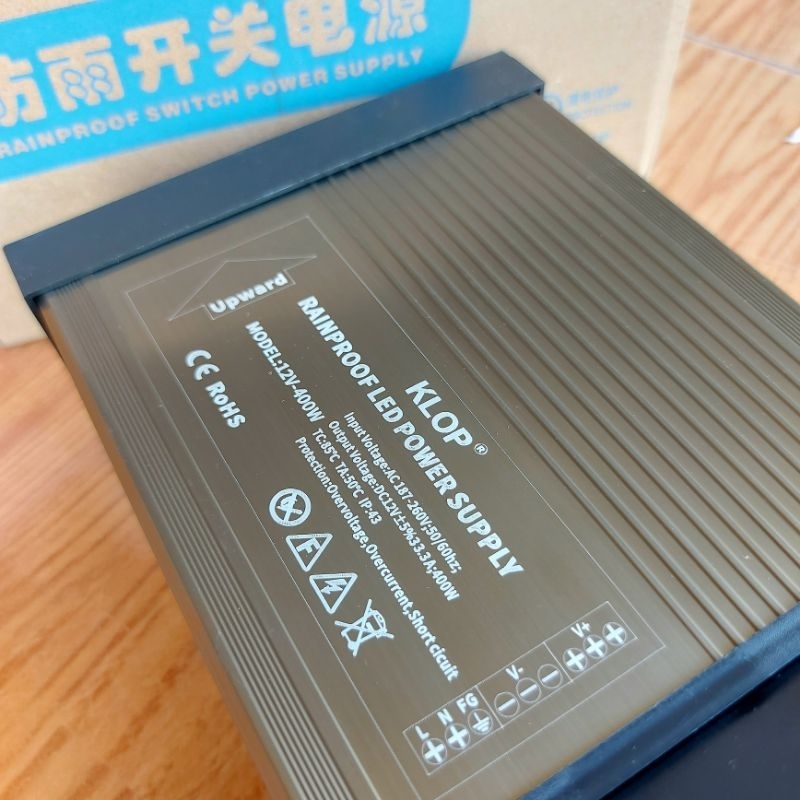 防雨开关电源
RAINPROOF SWITCH POWER SUPPLY
Upward
KLOP®
RAINPROOF LED POWER SUPPLY
MODEL:12V-400W
Input Voltage:AC 187-260V;50/60hz;
Output Voltage:DC12V±5%33.3A;400W
TC:85℃ TA:50℃ IP:43
Protection:Overvoltage,Overcurrent,Short cicuit
CE RoHS
F
L N FG V- V+